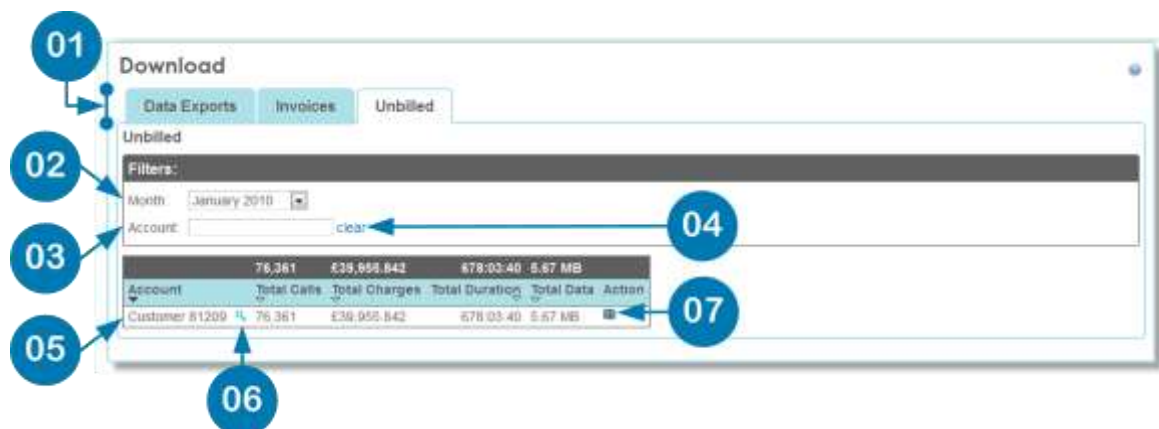 01
Download
Data Exports Invoices Unbilled
Unbilled
02
Filters:
Month: January 2010
03
Account: clear
04
76,361 £39,956.842 678:03:40 5.67 MB
Account Total Calls Total Charges Total Duration Total Data Action
05
Customer 81209 76,361 £39,956.842 678:03:40 5.67 MB
07
06